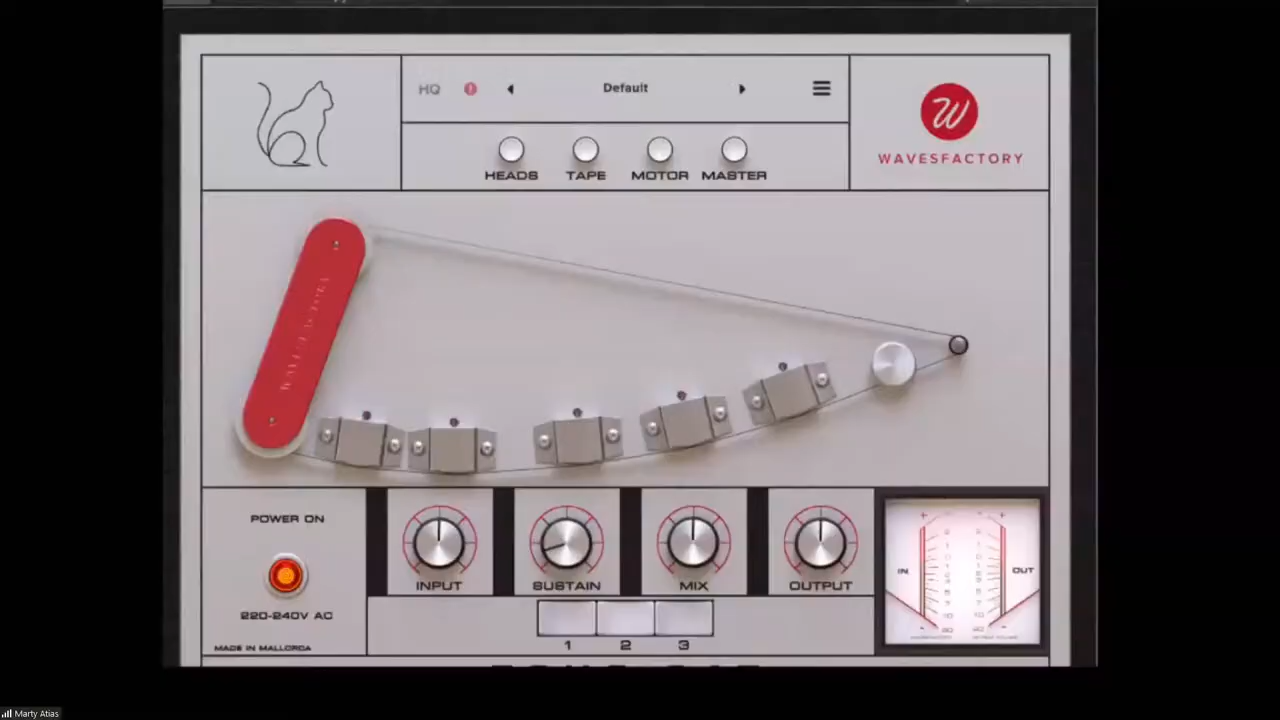 HQ
Default
HEADS TAPE MOTOR MASTER
W
WAVESFACTORY
WAVESFACTORY
POWER ON
220-240V AC
MADE IN MALLORCA
INPUT SUSTAIN MIX OUTPUT
1 2 3
IN OUT
Marty Atias